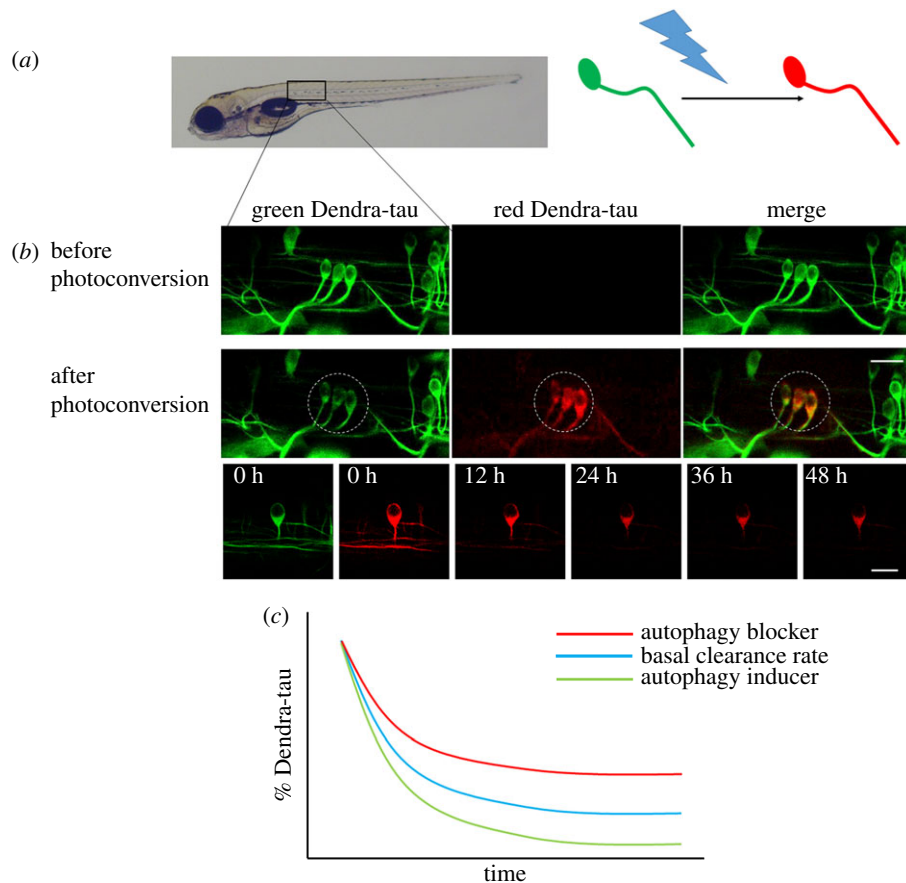 (a)
green Dendra-tau
red Dendra-tau
merge
(b) before
photoconversion
after
photoconversion
0 h
0 h
12 h
24 h
36 h
48 h
(c)
autophagy blocker
basal clearance rate
autophagy inducer
% Dendra-tau
time